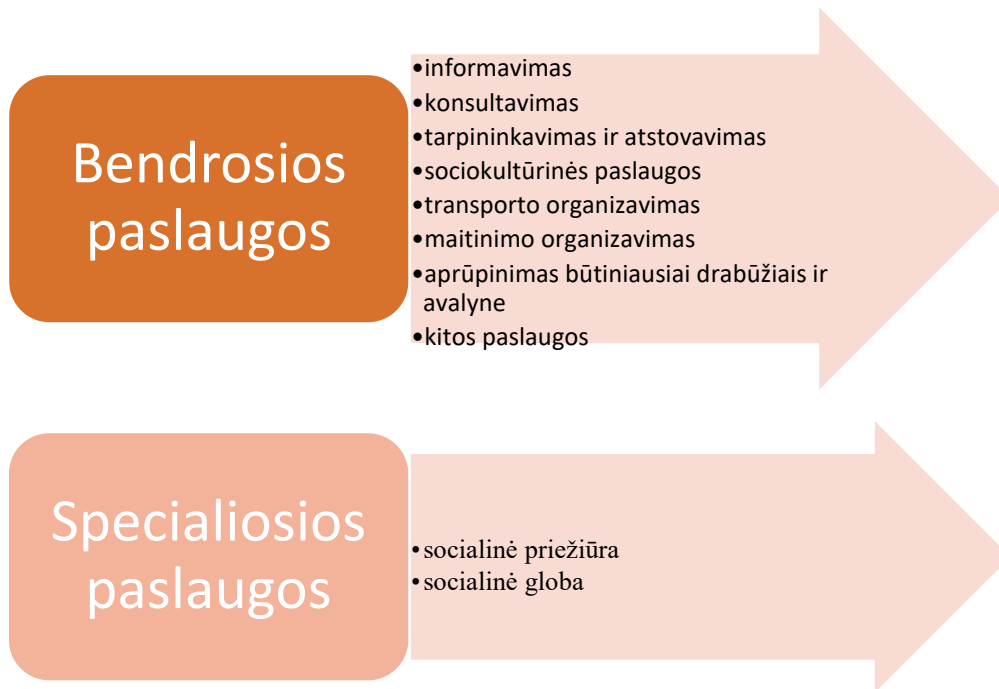 Bendrosios
paslaugos
•informavimas
•konsultavimas
•tarpininkavimas ir atstovavimas
•sociokultūrinės paslaugos
•transporto organizavimas
•maitinimo organizavimas
•aprūpinimas būtiniausiai drabūžiais ir
avalyne
•kitos paslaugos
Specialiosios
paslaugos
•socialinė priežiūra
•socialinė globa